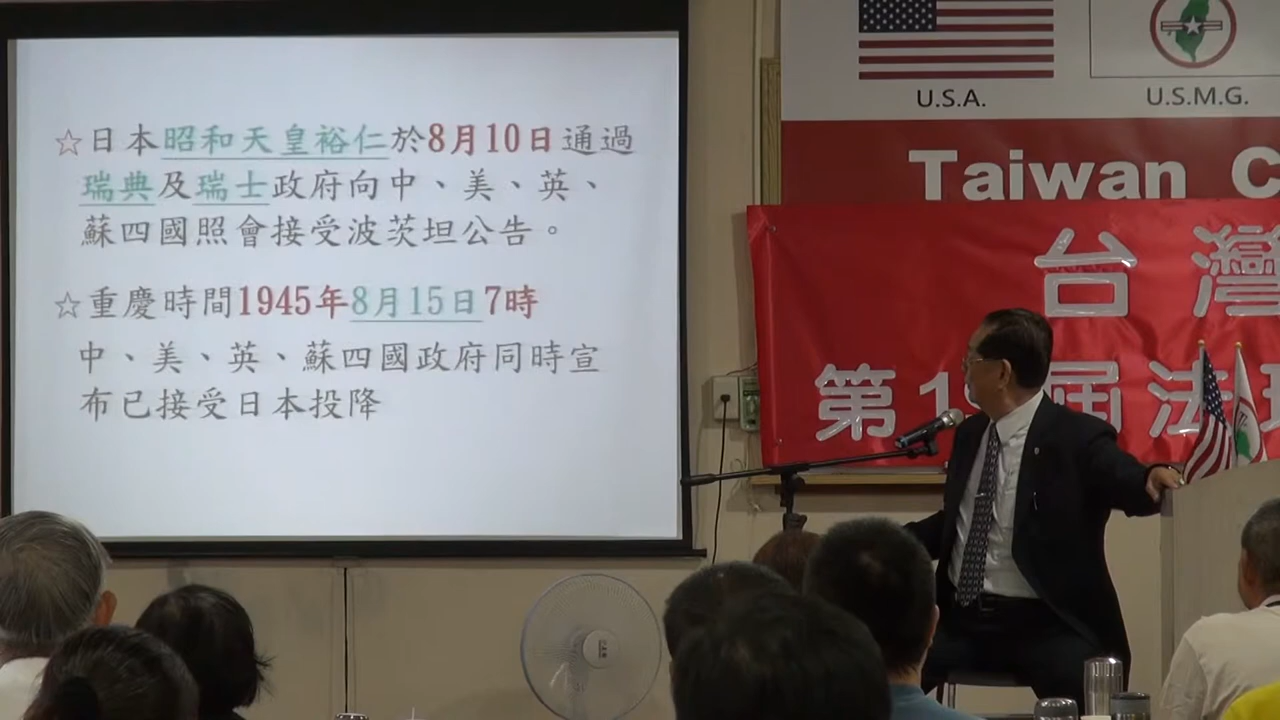 ☆日本昭和天皇裕仁於8月10日通過
瑞典及瑞士政府向中、美、英、
蘇四國照會接受波茨坦公告。
☆重慶時間1945年8月15日7時
中、美、英、蘇四國政府同時宣
布已接受日本投降
U.S.A.
U.S.M.G.
Taiwan C
台灣
第19屆法理